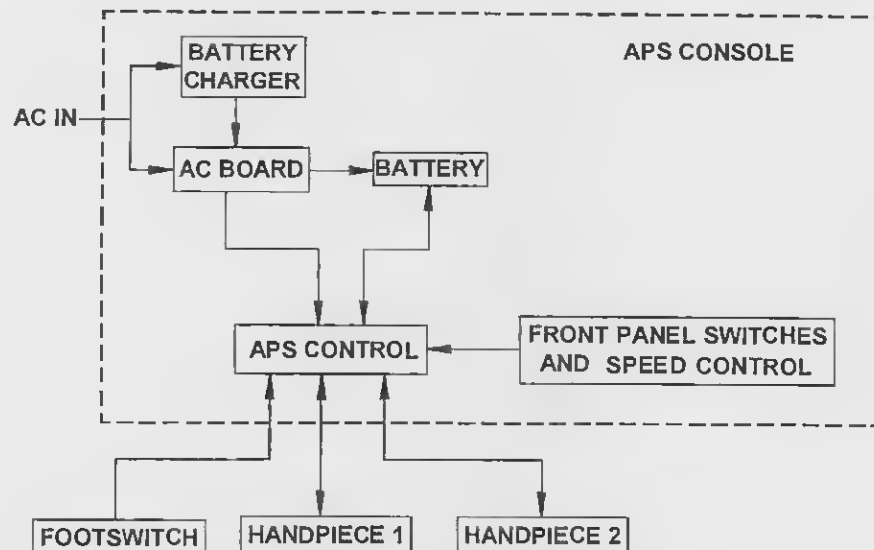 APS CONSOLE
BATTERY
CHARGER
AC IN
AC BOARD
BATTERY
APS CONTROL
FRONT PANEL SWITCHES
AND SPEED CONTROL
FOOTSWITCH
HANDPIECE 1
HANDPIECE 2